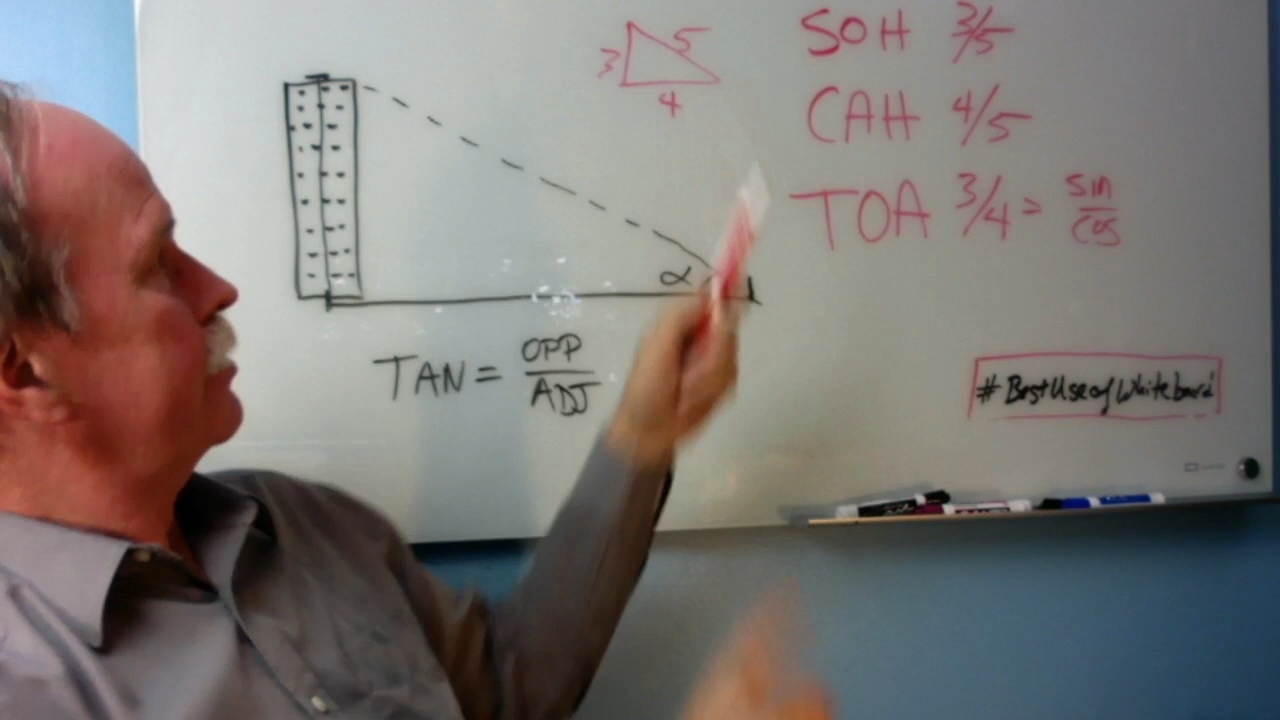 SOH 3/5
CAH 4/5
TOA 3/4 = sin/cos
3
5
4
α
TAN = OPP/ADJ
#BestUseofWhiteboard